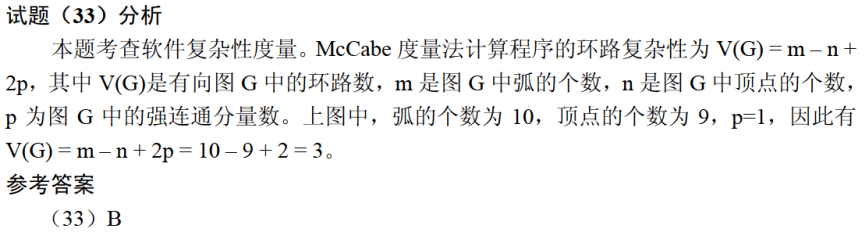 试题（33）分析
本题考查软件复杂性度量。McCabe 度量法计算程序的环路复杂性为 V(G) = m – n +
2p，其中 V(G)是有向图 G 中的环路数，m 是图 G 中弧的个数，n 是图 G 中顶点的个数，
p 为图 G 中的强连通分量数。上图中，弧的个数为 10，顶点的个数为 9，p=1，因此有
V(G) = m – n + 2p = 10 – 9 + 2 = 3。
参考答案
（33）B